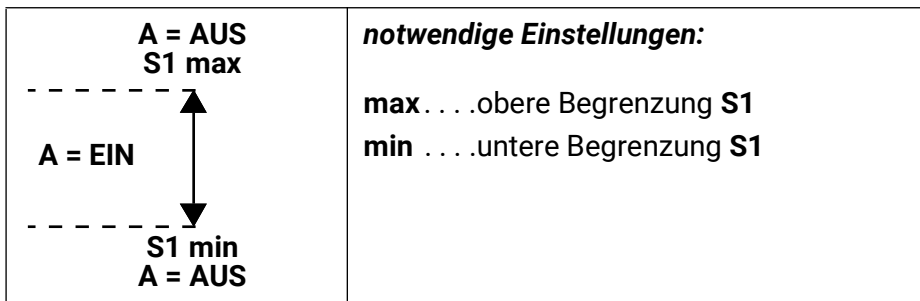 A = AUS
S1 max
A = EIN
S1 min
A = AUS
notwendige Einstellungen:
max . . . .obere Begrenzung S1
min . . . .untere Begrenzung S1